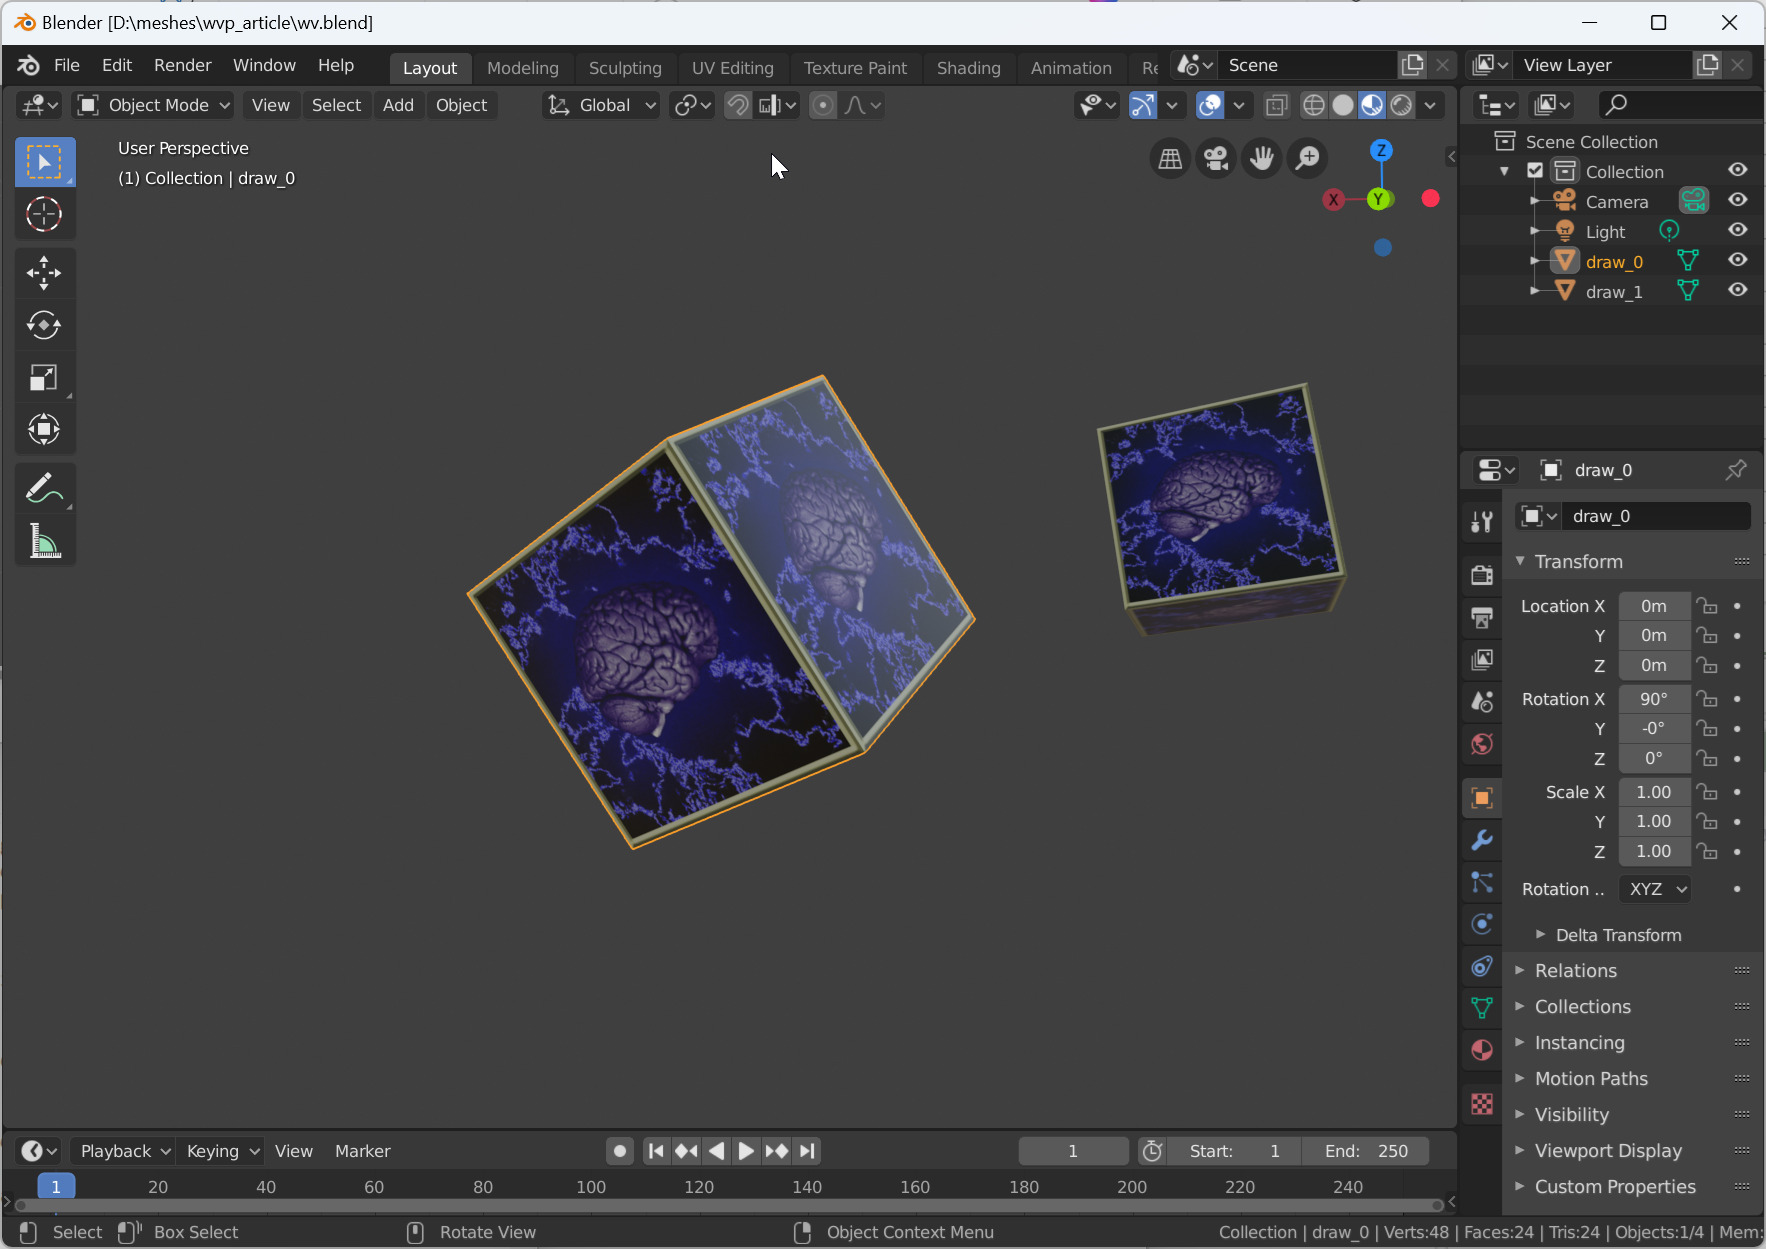 Blender [D:\meshes\wvp_article\wv.blend]
File Edit Render Window Help Layout Modeling Sculpting UV Editing Texture Paint Shading Animation Re Scene View Layer
Object Mode View Select Add Object Global
User Perspective
(1) Collection | draw_0
Z
X Y
Scene Collection
Collection
Camera
Light
draw_0
draw_1
draw_0
draw_0
Transform
Location X 0m
Y 0m
Z 0m
Rotation X 90°
Y -0°
Z 0°
Scale X 1.00
Y 1.00
Z 1.00
Rotation .. XYZ
Delta Transform
Relations
Collections
Instancing
Motion Paths
Visibility
Viewport Display
Custom Properties
Playback Keying View Marker 1 Start: 1 End: 250
1 20 40 60 80 100 120 140 160 180 200 220 240
Select Box Select Rotate View Object Context Menu Collection | draw_0 | Verts:48 | Faces:24 | Tris:24 | Objects:1/4 | Mem: